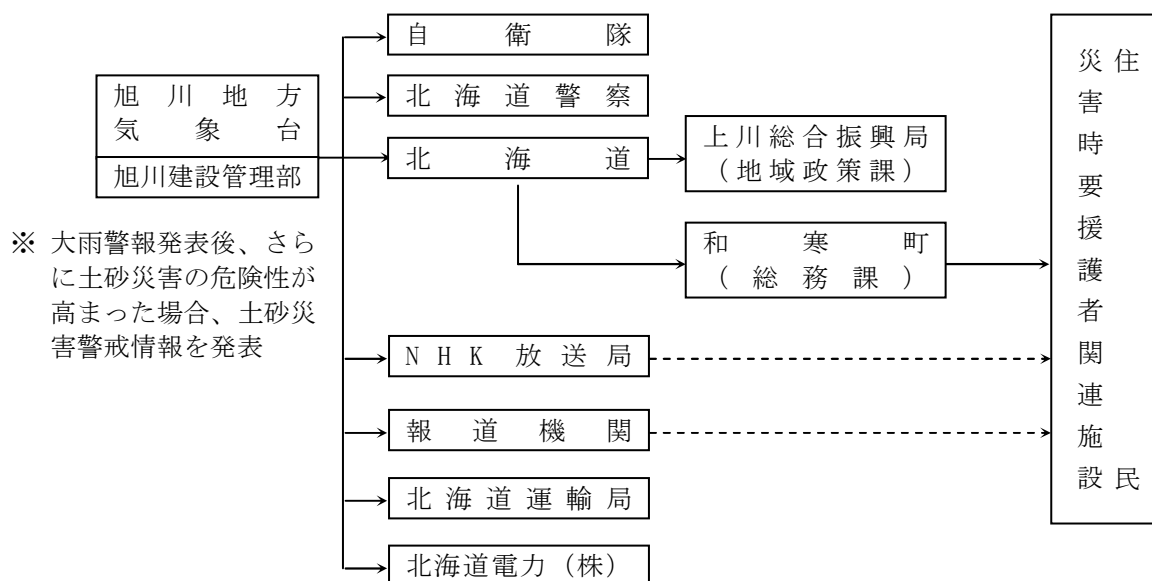 自衛隊
北海道警察
旭川地方
気象台
旭川建設管理部
北海道
上川総合振興局
（地域政策課）
和寒町
（総務課）
※ 大雨警報発表後、さら
に土砂災害の危険性が
高まった場合、土砂災
害警戒情報を発表
NHK放送局
報道機関
北海道運輸局
北海道電力（株）
住民
災害時要援護者関連施設